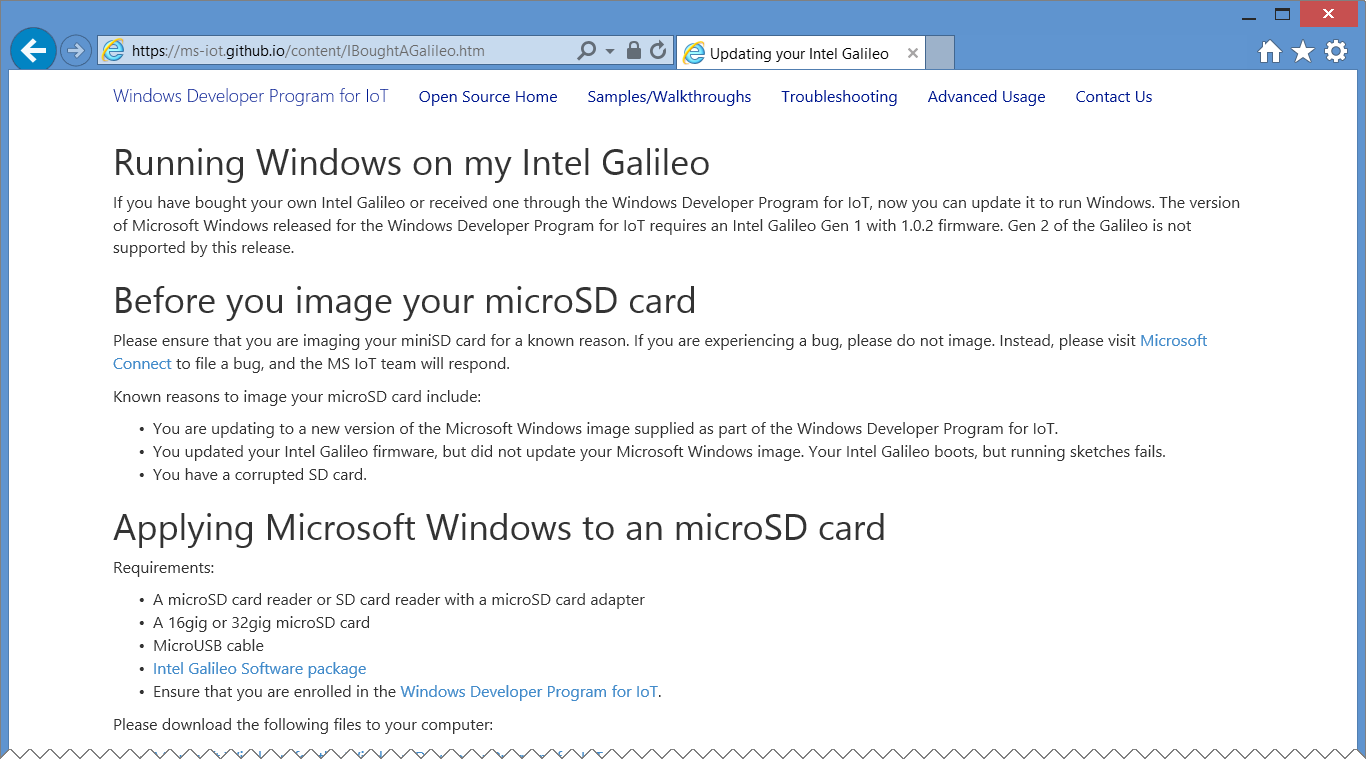 https://ms-iot.github.io/content/IBoughtAGalileo.htm
Updating your Intel Galileo
Windows Developer Program for IoT Open Source Home Samples/Walkthroughs Troubleshooting Advanced Usage Contact Us
Running Windows on my Intel Galileo
If you have bought your own Intel Galileo or received one through the Windows Developer Program for IoT, now you can update it to run Windows. The version
of Microsoft Windows released for the Windows Developer Program for IoT requires an Intel Galileo Gen 1 with 1.0.2 firmware. Gen 2 of the Galileo is not
supported by this release.
Before you image your microSD card
Please ensure that you are imaging your miniSD card for a known reason. If you are experiencing a bug, please do not image. Instead, please visit Microsoft
Connect to file a bug, and the MS IoT team will respond.
Known reasons to image your microSD card include:
• You are updating to a new version of the Microsoft Windows image supplied as part of the Windows Developer Program for IoT.
• You updated your Intel Galileo firmware, but did not update your Microsoft Windows image. Your Intel Galileo boots, but running sketches fails.
• You have a corrupted SD card.
Applying Microsoft Windows to an microSD card
Requirements:
• A microSD card reader or SD card reader with a microSD card adapter
• A 16gig or 32gig microSD card
• MicroUSB cable
• Intel Galileo Software package
• Ensure that you are enrolled in the Windows Developer Program for IoT.
Please download the following files to your computer: